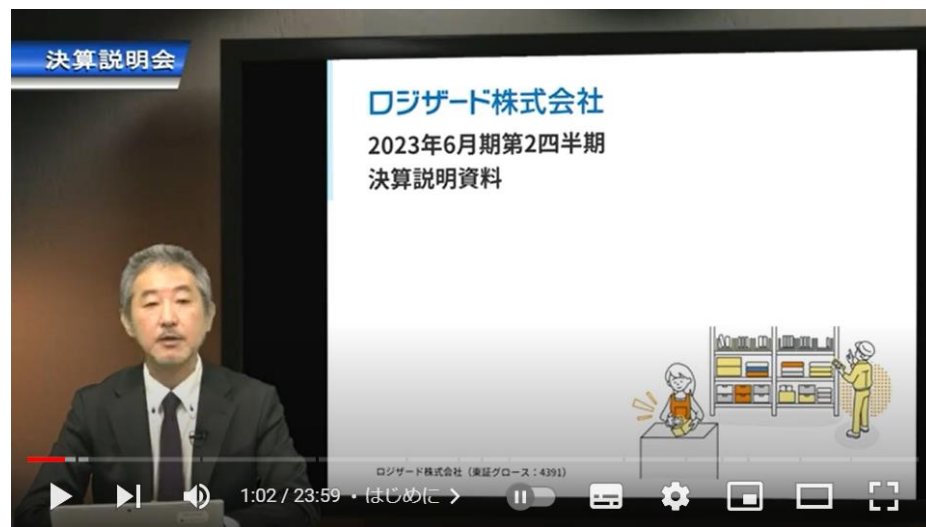 決算説明会
ロジザード株式会社
2023年6月期第2四半期
決算説明資料
ロジザード株式会社（東証グロース：4391）
1:02 / 23:59 • はじめに